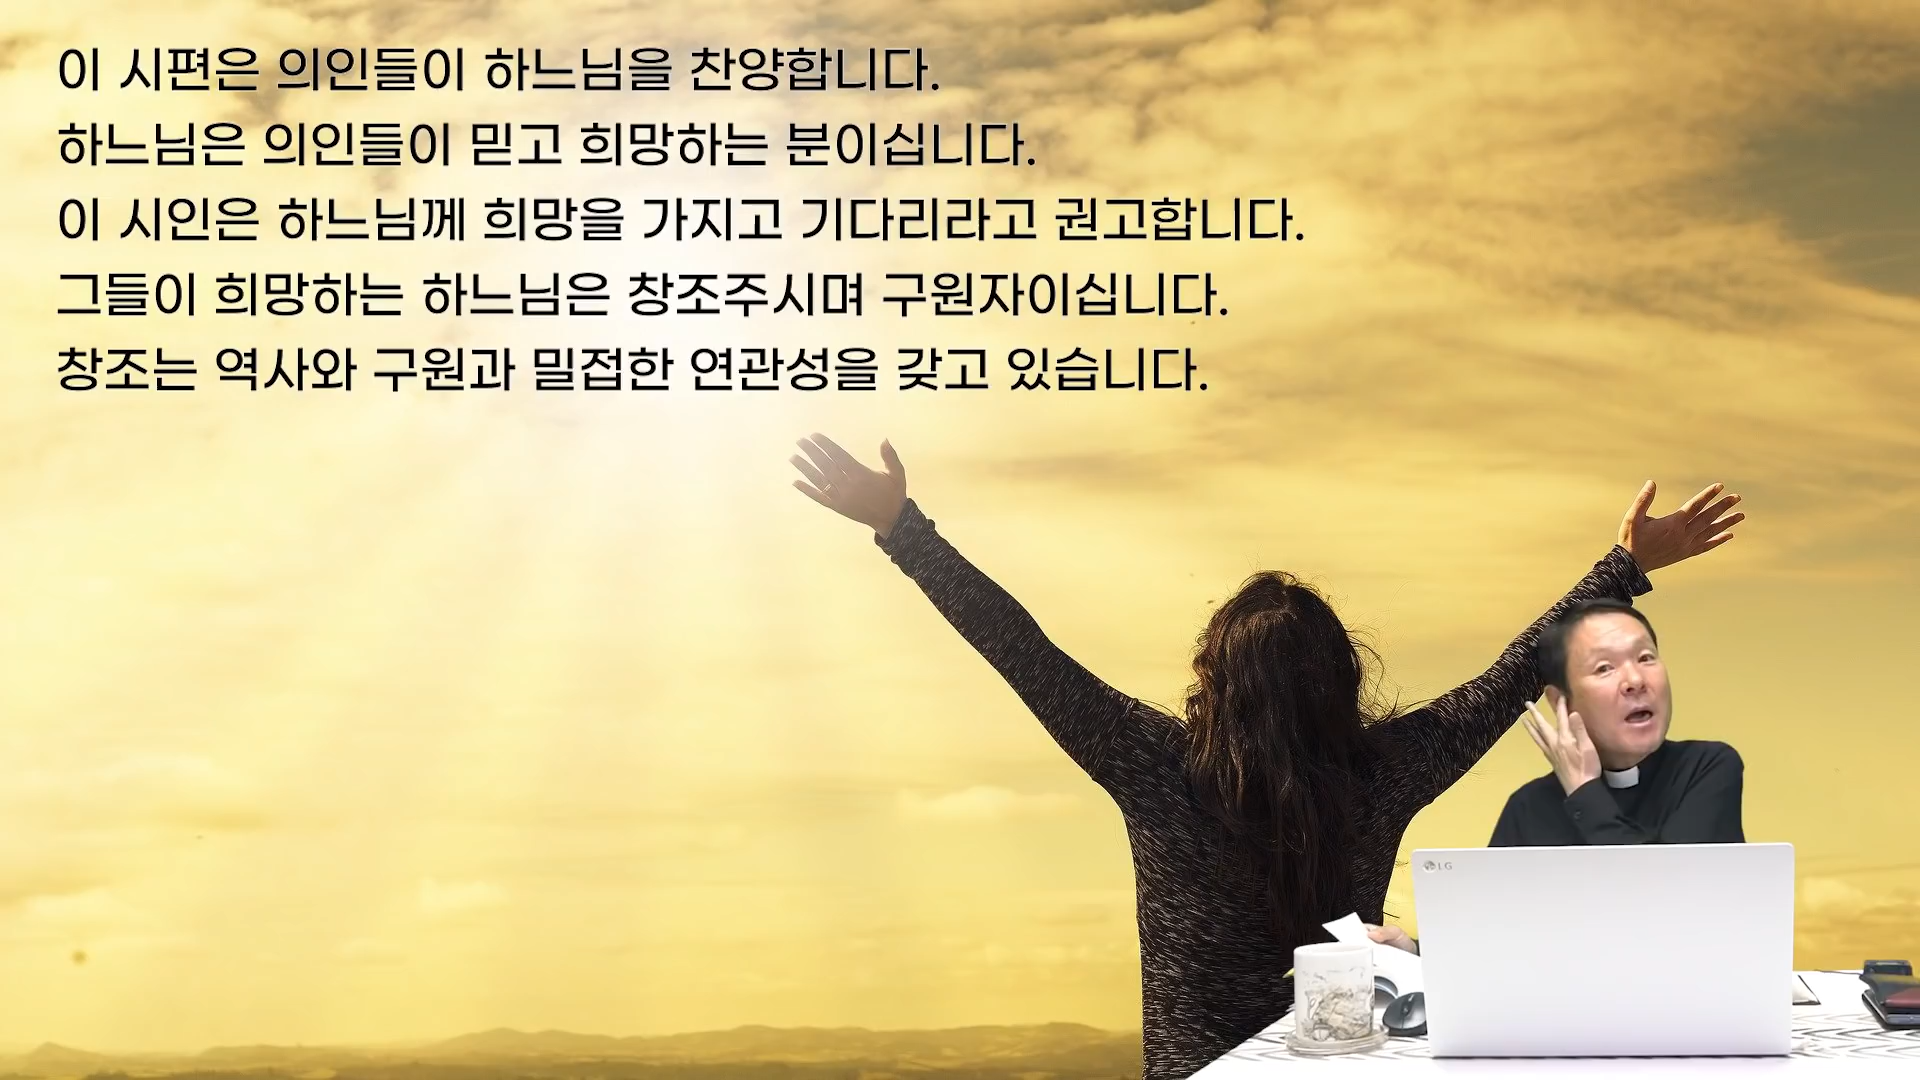 이 시편은 의인들이 하느님을 찬양합니다.
하느님은 의인들이 믿고 희망하는 분이십니다.
이 시인은 하느님께 희망을 가지고 기다리라고 권고합니다.
그들이 희망하는 하느님은 창조주시며 구원자이십니다.
창조는 역사와 구원과 밀접한 연관성을 갖고 있습니다.
LG